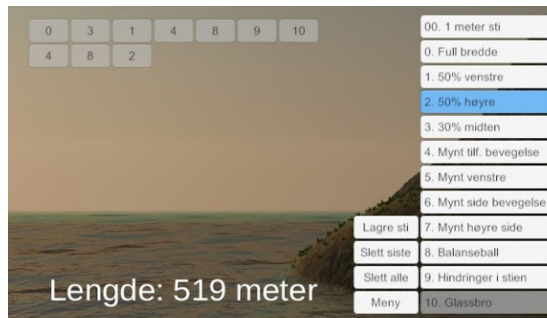 0 3 1 4 8 9 10
4 8 2
00. 1 meter sti
0. Full bredde
1. 50% venstre
2. 50% høyre
3. 30% midten
4. Mynt tilf. bevegelse
5. Mynt venstre
6. Mynt side bevegelse
7. Mynt høyre side
8. Balanseball
9. Hindringer i stien
10. Glassbro
Lagre sti
Slett siste
Slett alle
Meny
Lengde: 519 meter